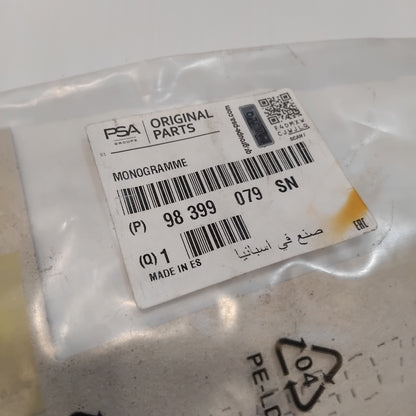 PSA
GROUPE
ORIGINAL
PARTS
MONOGRAMME
(P) 98 399 079 SN
(Q) 1
MADE IN ES
صنع في اسبانيا
EAC
SCAN !
04
PE-LD